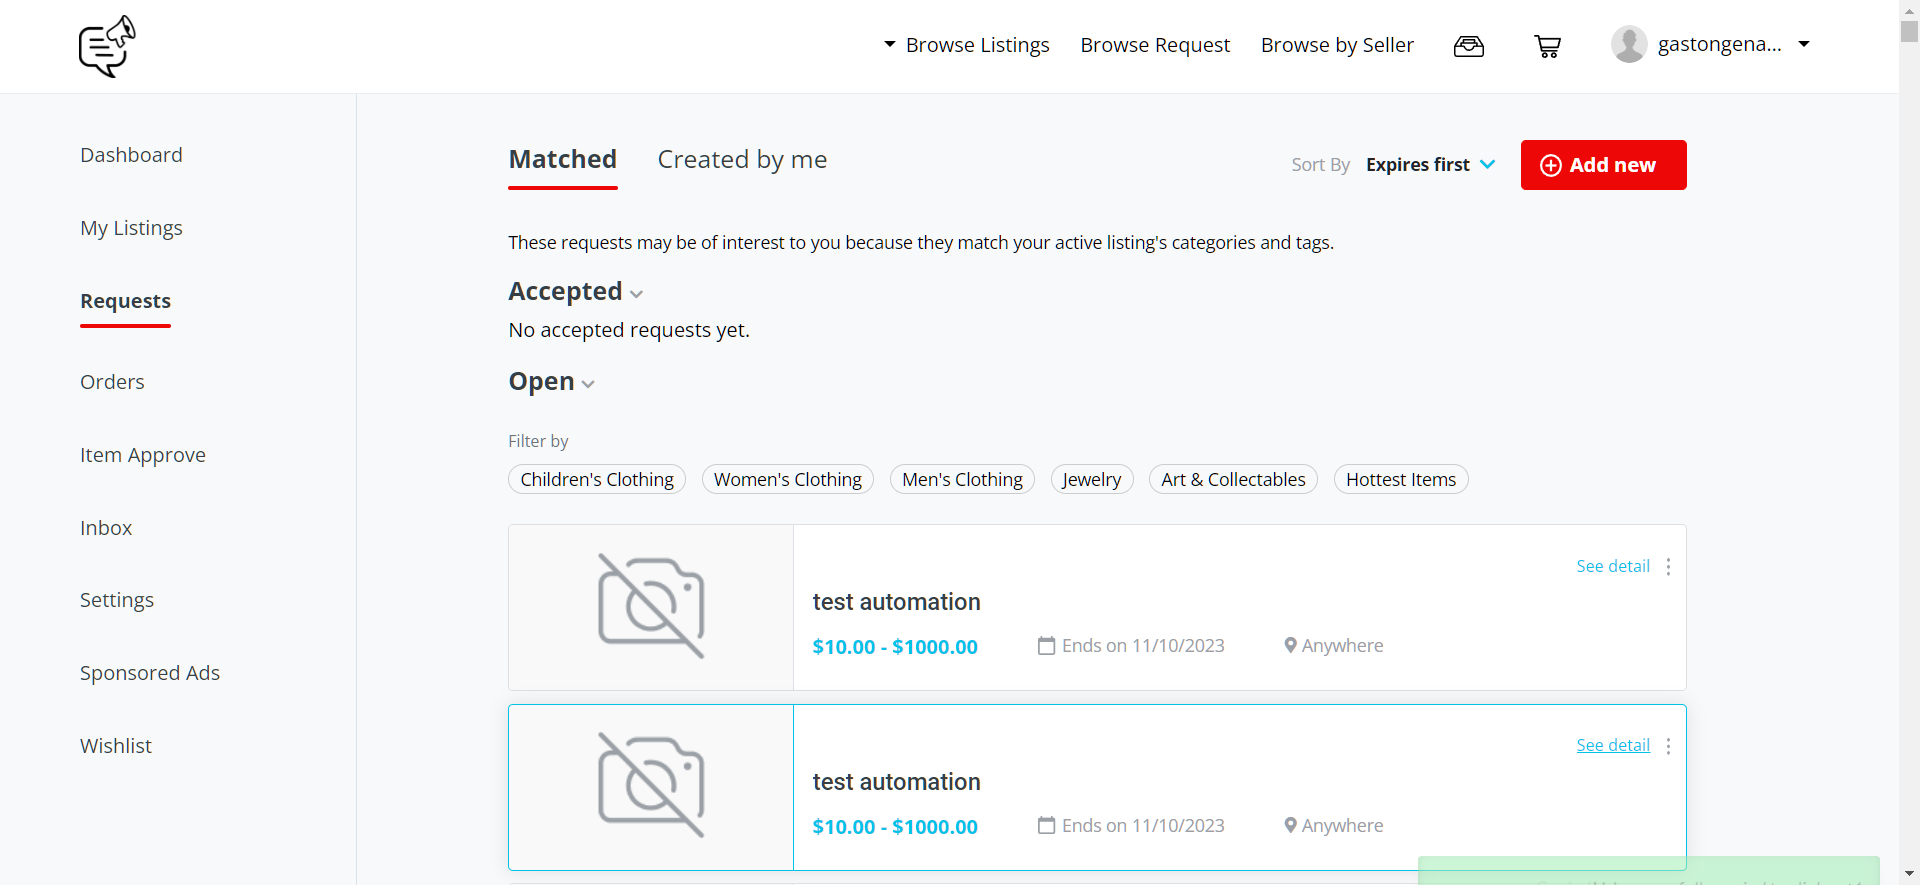 Browse Listings
Browse Request
Browse by Seller
gastongena...
Dashboard
My Listings
Requests
Orders
Item Approve
Inbox
Settings
Sponsored Ads
Wishlist
Matched
Created by me
Sort By Expires first
Add new
These requests may be of interest to you because they match your active listing's categories and tags.
Accepted
No accepted requests yet.
Open
Filter by
Children's Clothing
Women's Clothing
Men's Clothing
Jewelry
Art & Collectables
Hottest Items
See detail
test automation
$10.00 - $1000.00
Ends on 11/10/2023
Anywhere
See detail
test automation
$10.00 - $1000.00
Ends on 11/10/2023
Anywhere